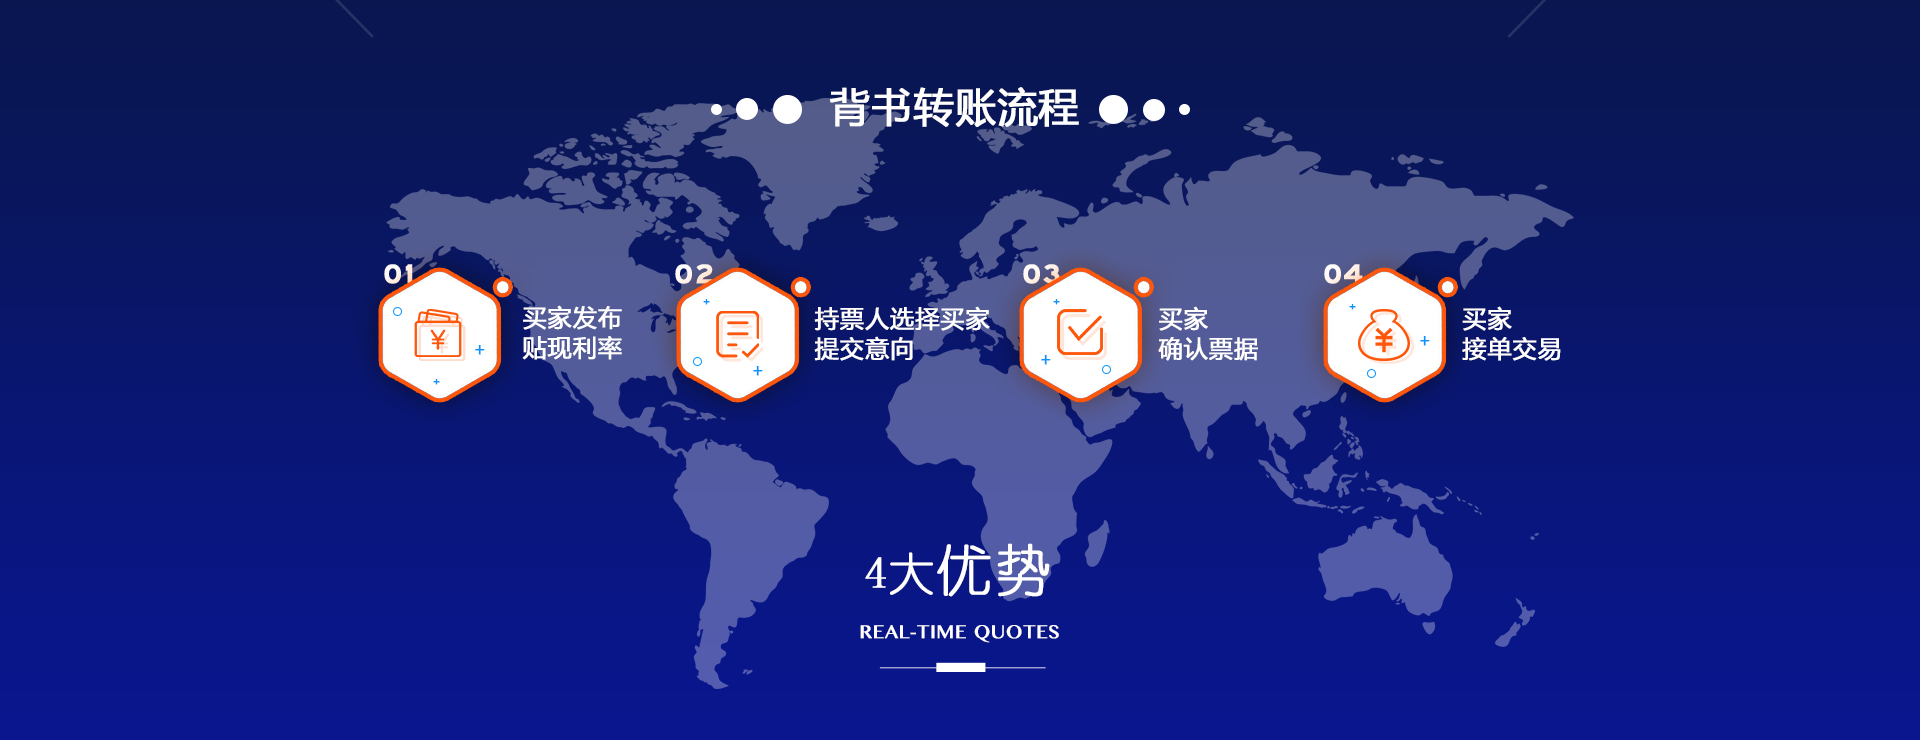 背书转账流程
01
买家发布
贴现利率
02
持票人选择买家
提交意向
03
买家
确认票据
04
买家
接单交易
¥
¥
4大优势
REAL-TIME QUOTES